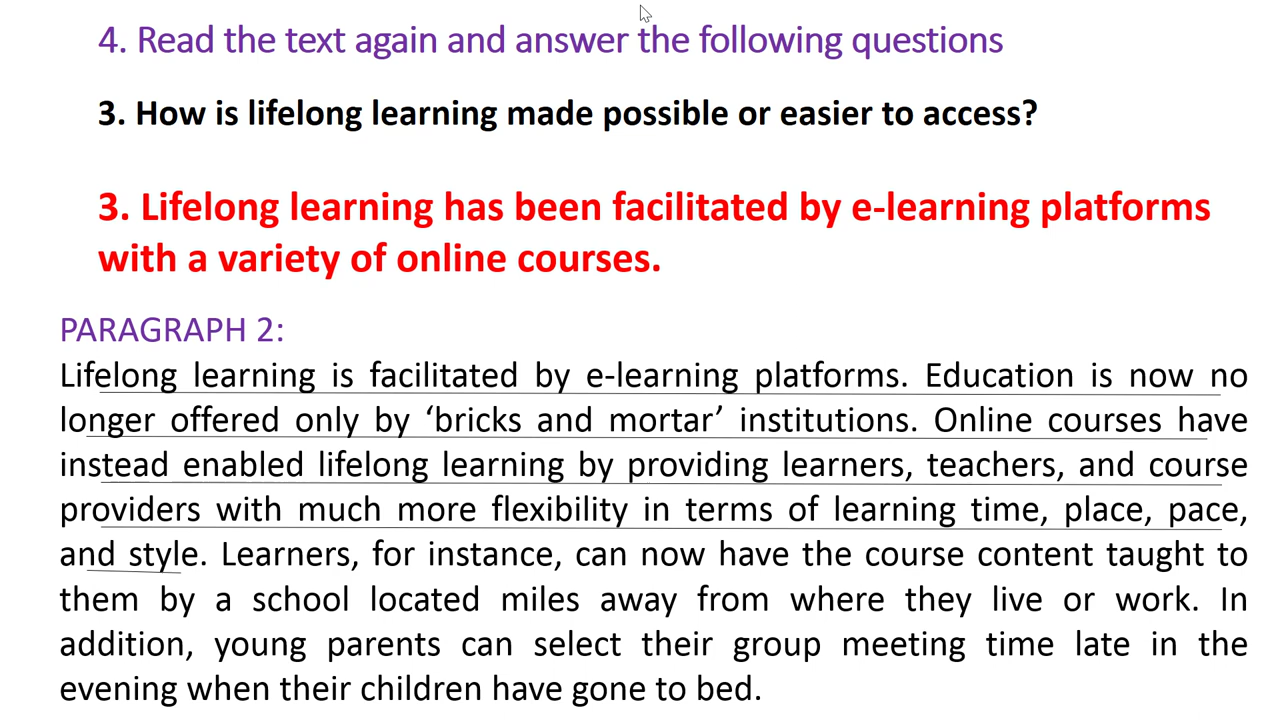 4. Read the text again and answer the following questions
3. How is lifelong learning made possible or easier to access?
3. Lifelong learning has been facilitated by e-learning platforms
with a variety of online courses.
PARAGRAPH 2:
Lifelong learning is facilitated by e-learning platforms. Education is now no
longer offered only by ‘bricks and mortar’ institutions. Online courses have
instead enabled lifelong learning by providing learners, teachers, and course
providers with much more flexibility in terms of learning time, place, pace,
and style. Learners, for instance, can now have the course content taught to
them by a school located miles away from where they live or work. In
addition, young parents can select their group meeting time late in the
evening when their children have gone to bed.